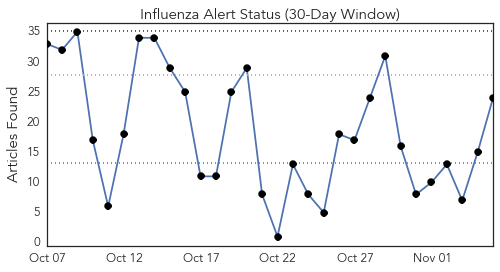 Influenza Alert Status (30-Day Window)
Articles Found
35
30
25
20
15
10
5
0
Oct 07 Oct 12 Oct 17 Oct 22 Oct 27 Nov 01